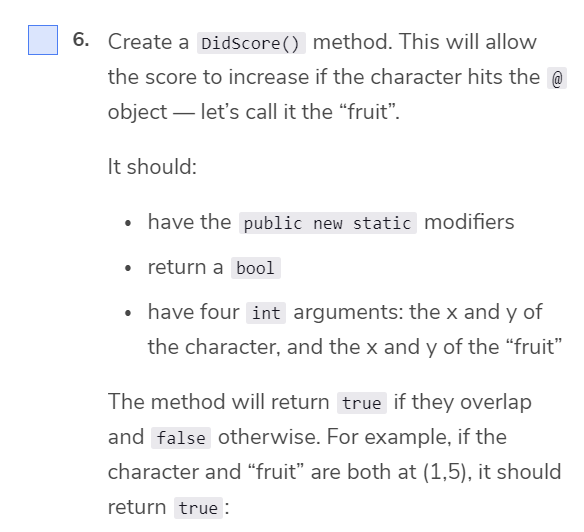 6. Create a DidScore() method. This will allow
the score to increase if the character hits the @
object — let’s call it the “fruit”.
It should:
• have the public new static modifiers
• return a bool
• have four int arguments: the x and y of
the character, and the x and y of the “fruit”
The method will return true if they overlap
and false otherwise. For example, if the
character and “fruit” are both at (1,5), it should
return true: